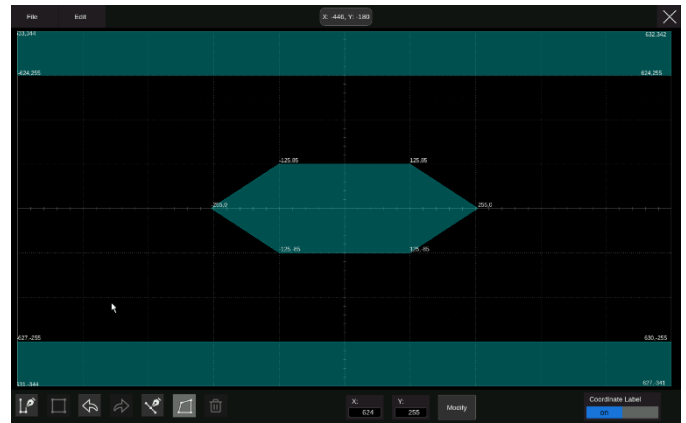 File Edit X: -446, Y: -180
-633,344 632,342
-624,255 624,255
-125,85 125,85
255,0 255,0
-125,-85 125,-85
-627,-255 630,-255
-344 627,-341
X: Y: Coordinate Label
624 255 Modify on